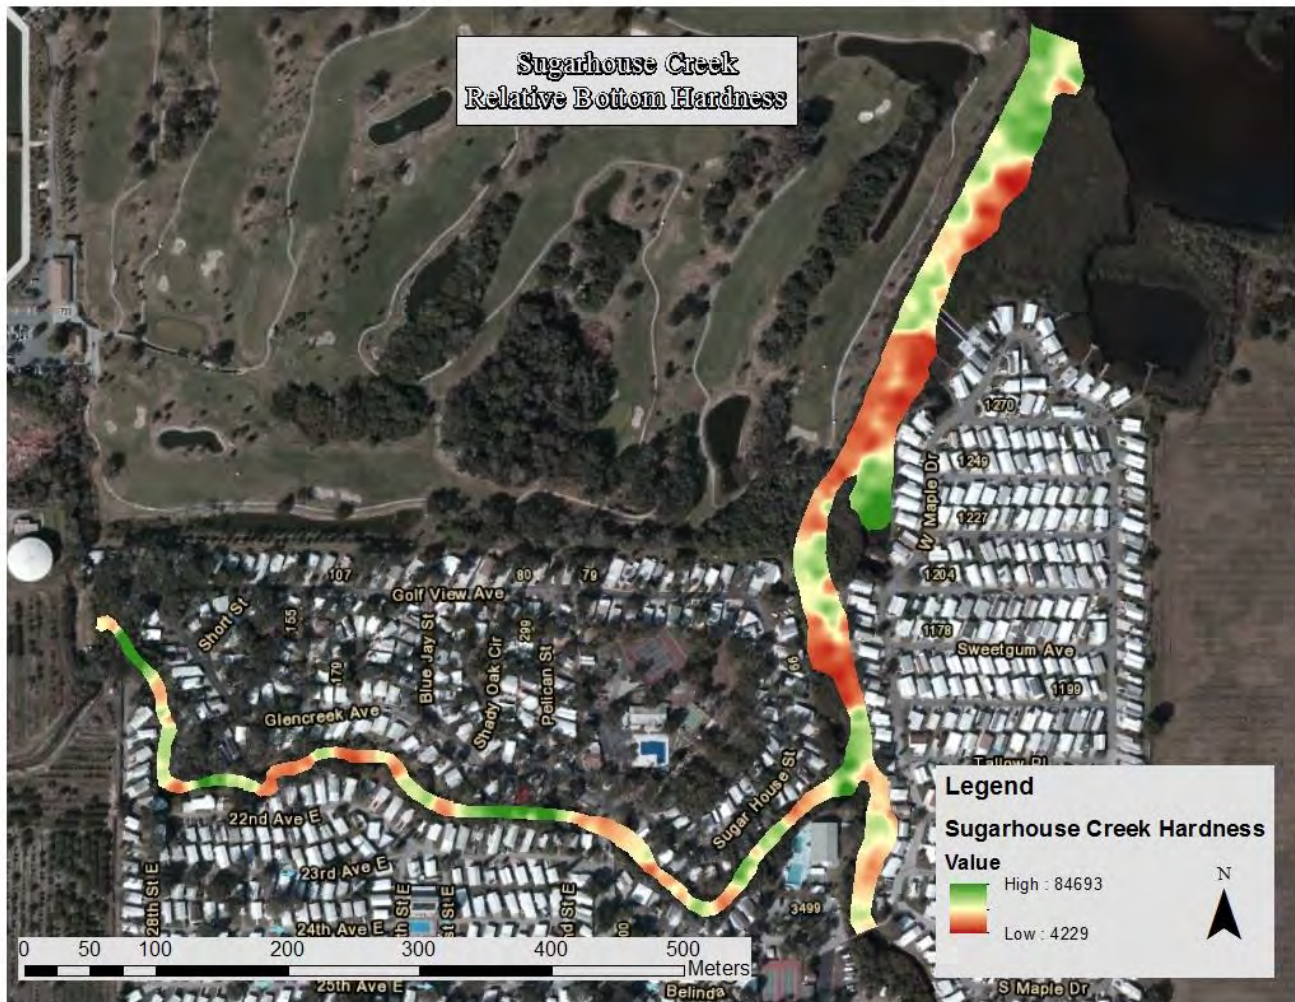 Sugarhouse Creek
Relative Bottom Hardness
1270
1249
W Maple Dr
1227
1204
107
80
79
Golf View Ave
Short St
155
179
Blue Jay St
Shady Oak Cir
299
Pelican St
66
1178
Sweetgum Ave
1199
Glencreek Ave
Sugar House St
22nd Ave E
23rd Ave E
24th Ave E
25th Ave E
28th St E
3499
Belinda
S Maple Dr
0 50 100 200 300 400 500
Meters
Legend
Sugarhouse Creek Hardness
Value
High : 84693
Low : 4229
N